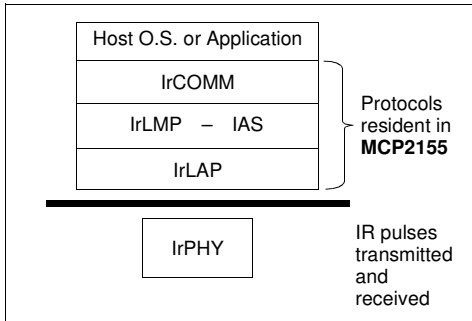 Host O.S. or Application
IrCOMM
IrLMP – IAS
IrLAP
Protocols
resident in
MCP2155
IrPHY
IR pulses
transmitted
and
received